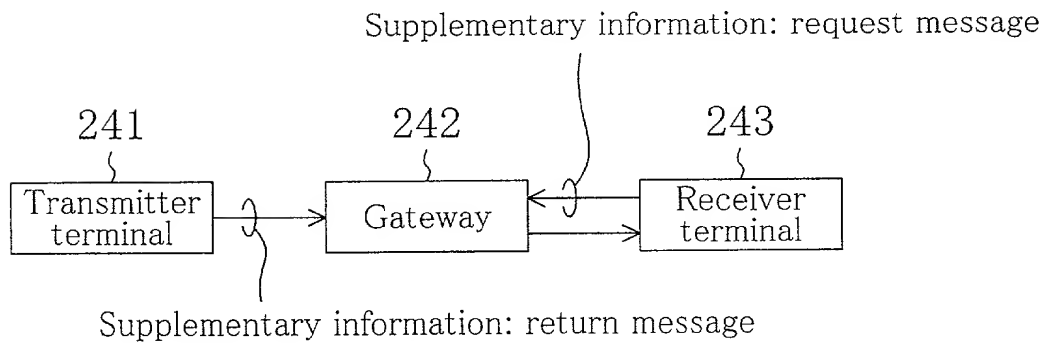 Supplementary information: request message
241
242
243
Transmitter
terminal
Gateway
Receiver
terminal
Supplementary information: return message